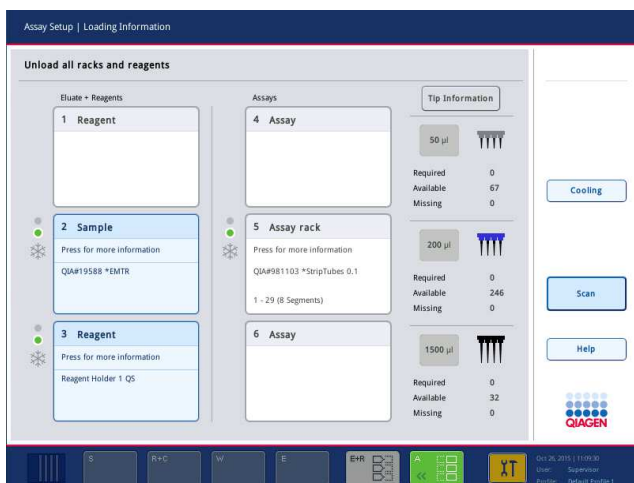 Assay Setup | Loading Information
Unload all racks and reagents
Eluate + Reagents
Assays
Tip Information
1 Reagent
4 Assay
50 µl
Required 0
Available 67
Missing 0
Cooling
2 Sample
Press for more information
QIA#19588 *EMTR
5 Assay rack
Press for more information
QIA#981103 *StripTubes 0.1
1 - 29 (8 Segments)
200 µl
Required 0
Available 246
Missing 0
Scan
3 Reagent
Press for more information
Reagent Holder 1 QS
6 Assay
1500 µl
Required 0
Available 32
Missing 0
Help
QIAGEN
S
R+C
W
E
E+R
A
Oct 26, 2015 | 11:09:30
User: Supervisor
Profile: Default Profile 1